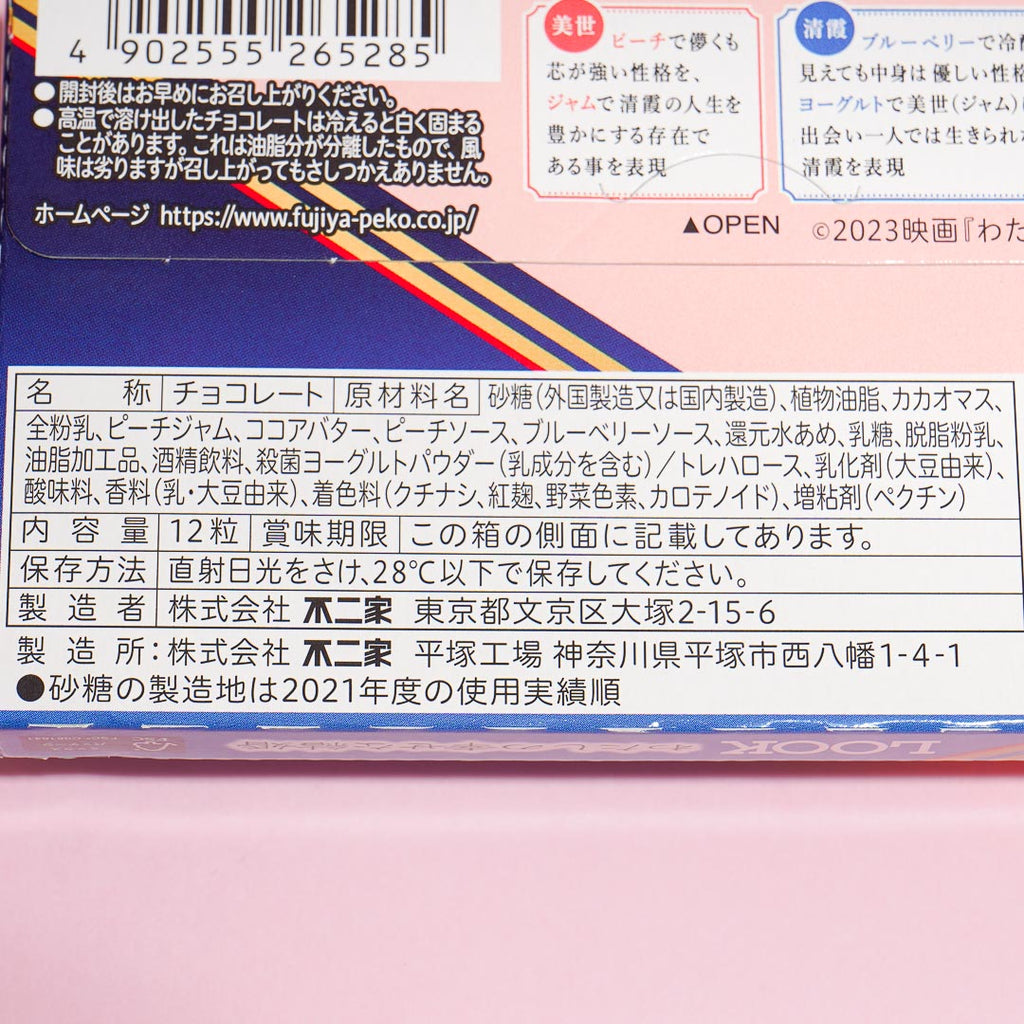 4 902555 265285
●開封後はお早めにお召し上がりください。
●高温で溶け出したチョコレートは冷えると白く固まる
ことがあります。これは油脂分が分離したもので、風
味は劣りますが召し上がってもさしつかえありません。
ホームページ https://www.fujiya-peko.co.jp/
美世
ピーチで儚くも
芯が強い性格を、
ジャムで清霞の人生を
豊かにする存在で
ある事を表現
清霞
ブルーベリーで冷
見えても中身は優しい性格
ヨーグルトで美世(ジャム)
出会い一人では生きられ
清霞を表現
▲OPEN
©2023映画『わた
名称 チョコレート 原材料名 砂糖(外国製造又は国内製造)、植物油脂、カカオマス、
全粉乳、ピーチジャム、ココアバター、ピーチソース、ブルーベリーソース、還元水あめ、乳糖、脱脂粉乳、
油脂加工品、酒精飲料、殺菌ヨーグルトパウダー(乳成分を含む)/トレハロース、乳化剤(大豆由来)、
酸味料、香料(乳・大豆由来)、着色料(クチナシ、紅麹、野菜色素、カロテノイド)、増粘剤(ペクチン)
内容量 12粒 賞味期限 この箱の側面に記載してあります。
保存方法 直射日光をさけ、28℃以下で保存してください。
製造者 株式会社 不二家 東京都文京区大塚2-15-6
製造所:株式会社 不二家 平塚工場 神奈川県平塚市西八幡1-4-1
●砂糖の製造地は2021年度の使用実績順
LOOK わたしの幸せな結婚